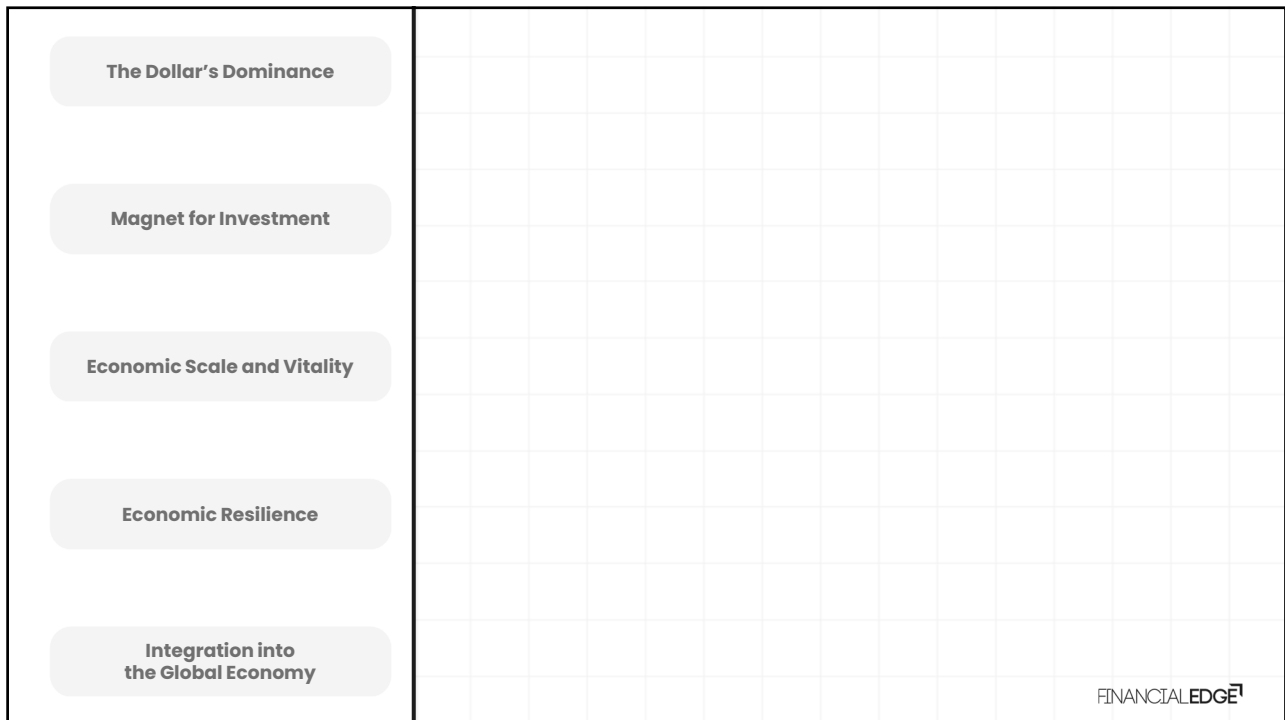 The Dollar’s Dominance
Magnet for Investment
Economic Scale and Vitality
Economic Resilience
Integration into
the Global Economy
FINANCIALEDGE